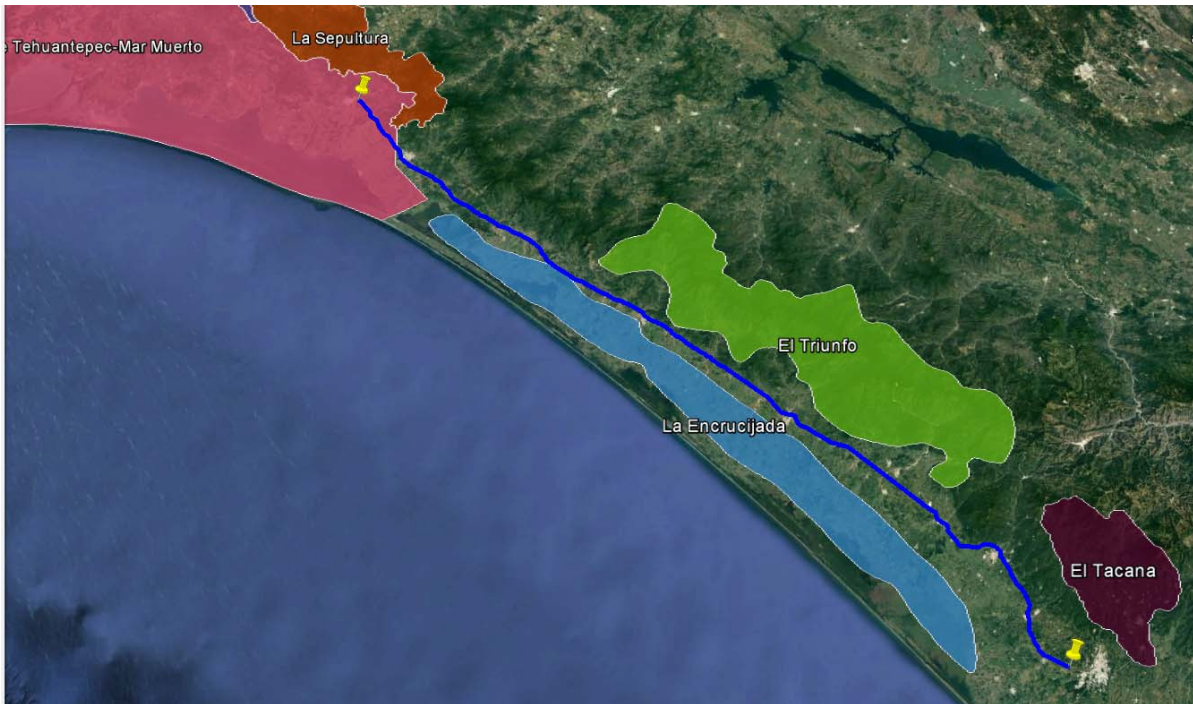 La Sepultura
Tehuantepec-Mar Muerto
El Triunfo
La Encrucijada
El Tacana